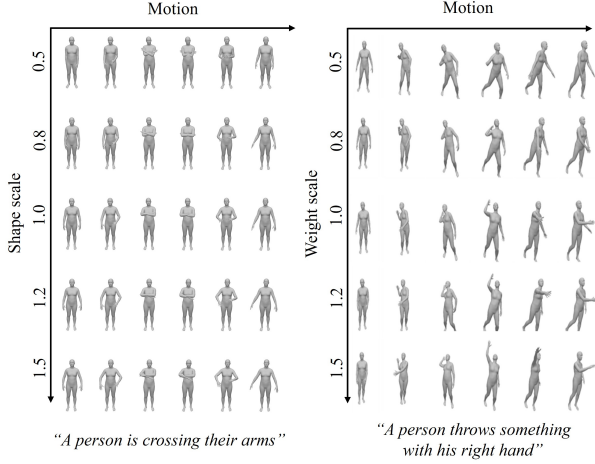 Motion
Shape scale
0.5
0.8
1.0
1.2
1.5
“A person is crossing their arms”
Motion
Weight scale
0.5
0.8
1.0
1.2
1.5
“A person throws something
with his right hand”